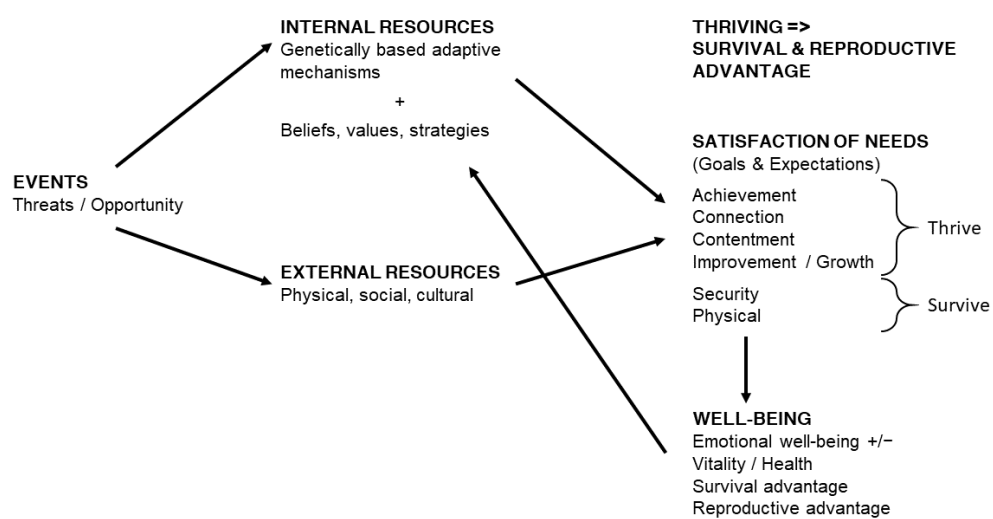 INTERNAL RESOURCES
Genetically based adaptive
mechanisms
+
Beliefs, values, strategies
THRIVING =>
SURVIVAL & REPRODUCTIVE
ADVANTAGE
EVENTS
Threats / Opportunity
EXTERNAL RESOURCES
Physical, social, cultural
SATISFACTION OF NEEDS
(Goals & Expectations)
Achievement
Connection
Contentment
Improvement / Growth
Thrive
Security
Physical
Survive
WELL-BEING
Emotional well-being +/−
Vitality / Health
Survival advantage
Reproductive advantage